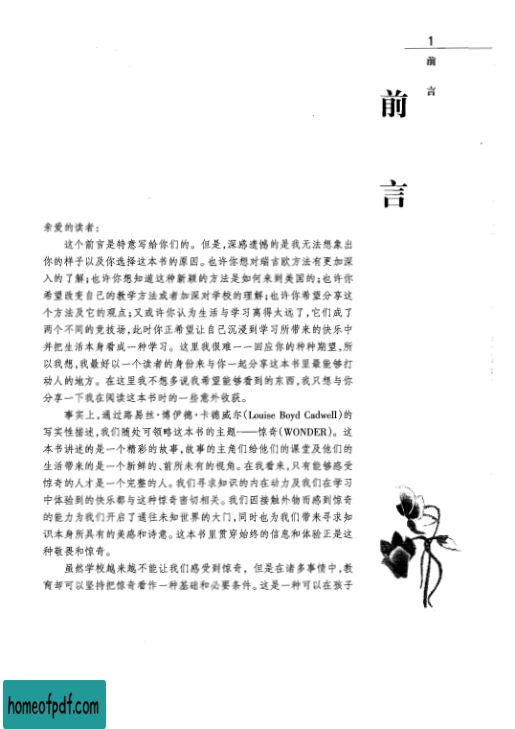 1
前
言
前
言
亲爱的读者：
这个前言是特意写给你们的。但是，深感遗憾的是我无法想象出
你的样子以及你选择这本书的原因。也许你想对瑞吉欧方法有更加深
入的了解；也许你想知道这种新颖的方法是如何来到美国的；也许你
希望改变自己的教学方法或者加深对学校的理解；也许你希望分享这
个方法及它的观点；又或许你认为生活与学习离得太远了，它们成了
两个不同的竞技场，此时你正希望让自己沉浸到学习所带来的快乐中
并把生活本身看成一种学习。这里我很难一一回应你的种种期望，所
以我想，我最好以一个读者的身份来与你一起分享这本书里最能够打
动人的地方。在这里我不想多说我希望能够看到的东西，我只想与你
分享一下我在阅读这本书时的一些意外收获。
事实上，通过路易丝·博伊德·卡德威尔(Louise Boyd Cadwell)的
写实性描述，我们随处可领略这本书的主题——惊奇(WONDER)。这
本书讲述的是一个精彩的故事，故事的主角们给他们的课堂及他们的
生活带来的是一个新鲜的、前所未有的视角。在我看来，只有能够感受
惊奇的人才是一个完整的人。我们寻求知识的内在动力及我们在学习
中体验到的快乐都与这种惊奇密切相关。我们因接触外物而感到惊奇
的能力为我们开启了通往未知世界的大门，同时也为我们带来寻求知
识本身所具有的美感和诗意。这本书里贯穿始终的信息和体验正是这
种敬畏和惊奇。
虽然学校越来越不能让我们感受到惊奇，但是在诸多事情中，教
育却可以坚持把惊奇看作一种基础和必要条件。这是一种可以在孩子
homeofpdf.com